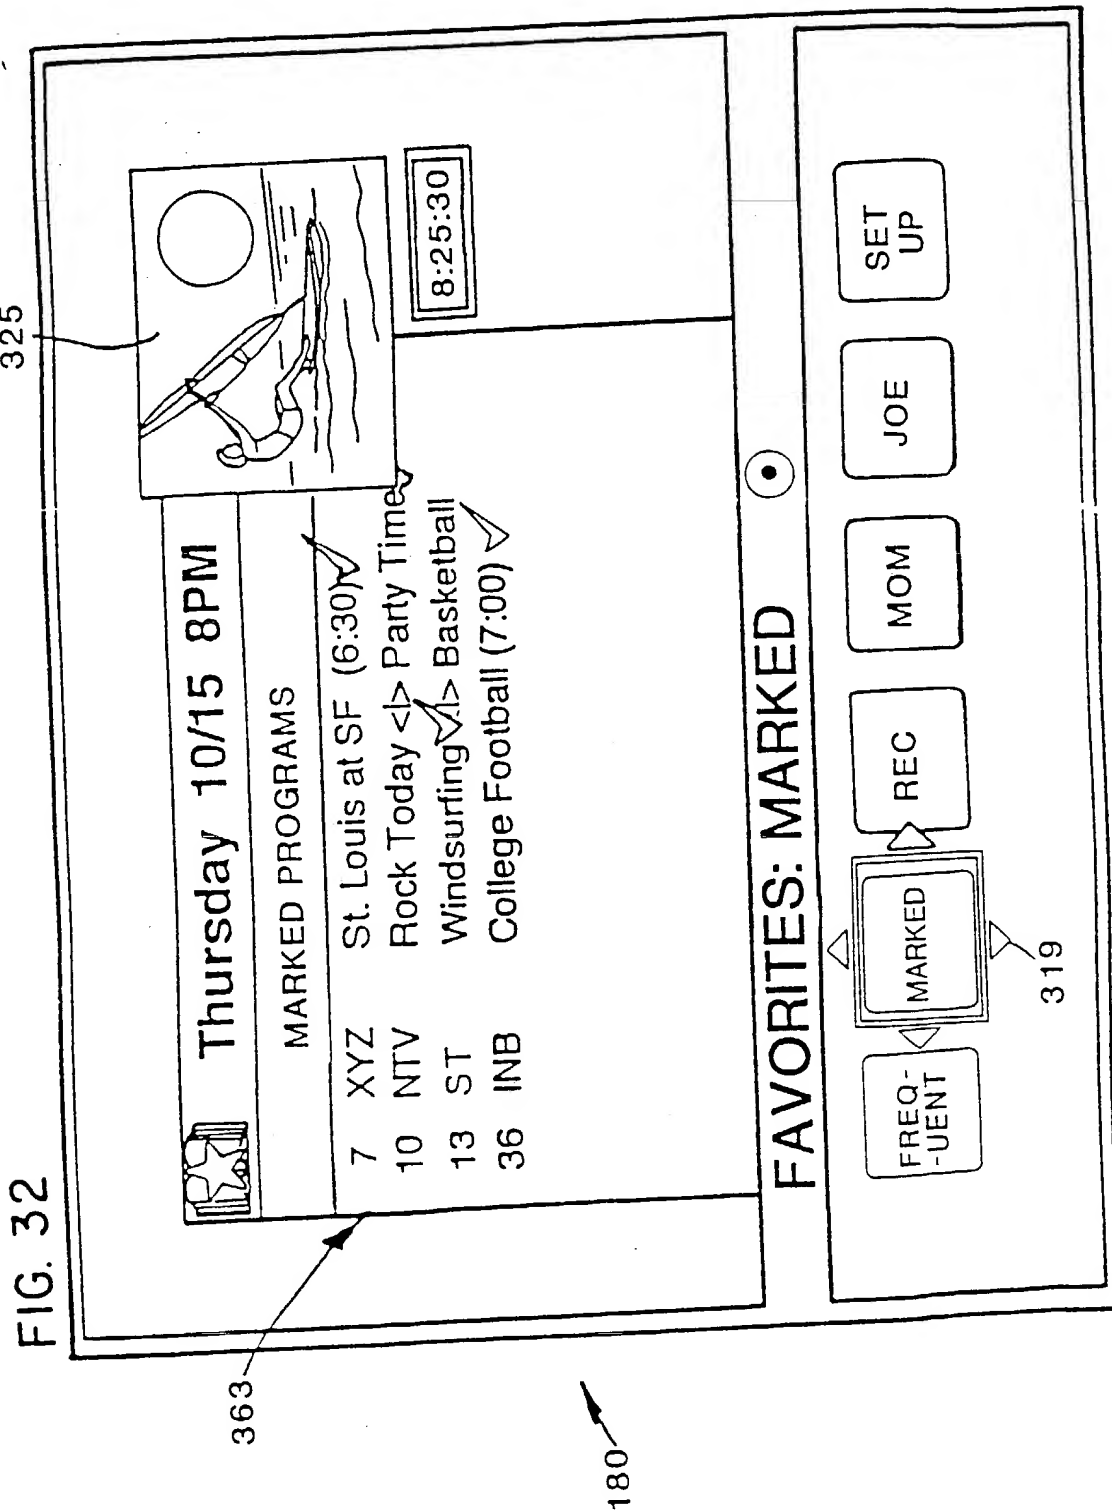 FIG. 32
325
363
180
Thursday 10/15 8PM
MARKED PROGRAMS
7 XYZ St. Louis at SF (6:30)
10 NTV Rock Today <|> Party Time
13 ST Windsurfing <|> Basketball
36 INB College Football (7:00)
8:25:30
FAVORITES: MARKED
FREQ-
-UENT
MARKED
REC
MOM
JOE
SET
UP
319